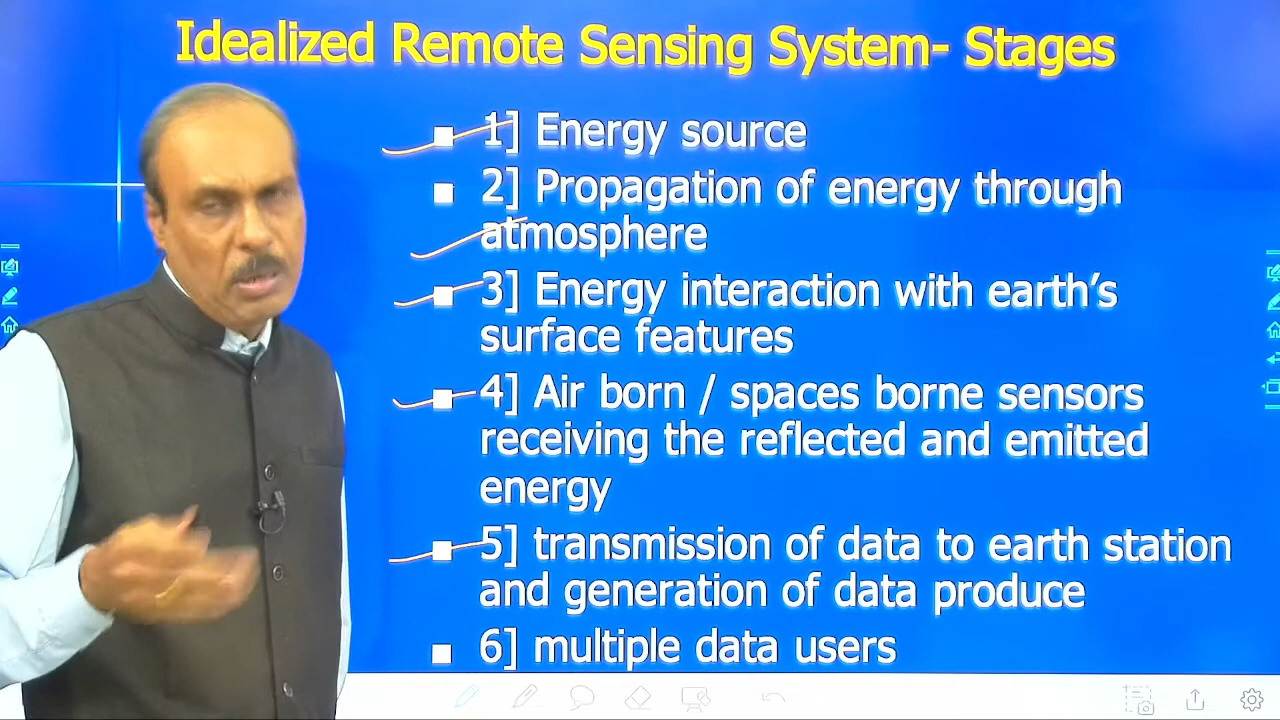 Idealized Remote Sensing System- Stages
1] Energy source
2] Propagation of energy through
atmosphere
3] Energy interaction with earth’s
surface features
4] Air born / spaces borne sensors
receiving the reflected and emitted
energy
5] transmission of data to earth station
and generation of data produce
6] multiple data users